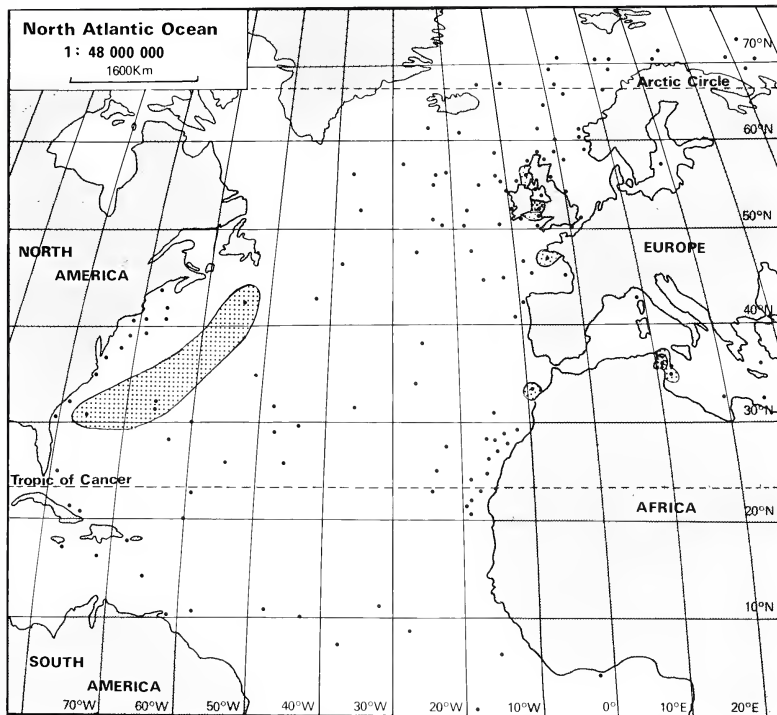 North Atlantic Ocean
1: 48 000 000
1600Km
70°N
Arctic Circle
60°N
50°N
NORTH
AMERICA
EUROPE
40°N
30°N
Tropic of Cancer
AFRICA
20°N
10°N
SOUTH
AMERICA
70°W 60°W 50°W 40°W 30°W 20°W 10°W 0° 10°E 20°E